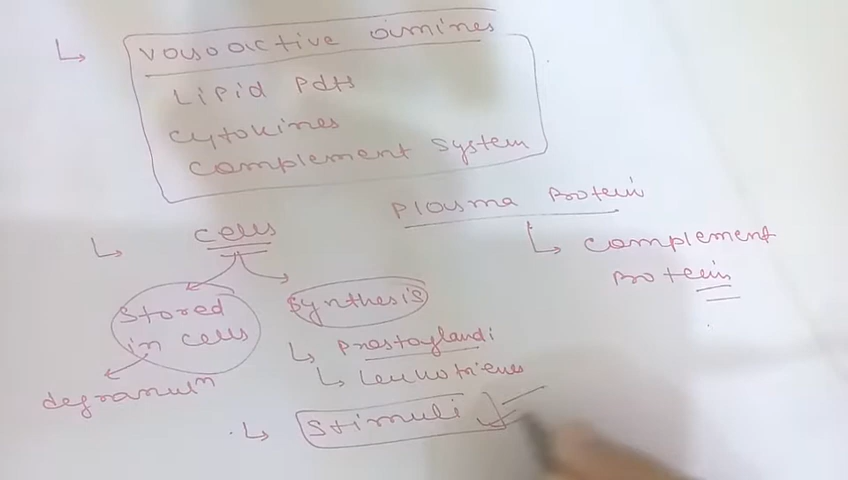 vasoactive amines
Lipid Pdts
cytokines
complement system
Plasma Protein
cells
complement
Protein
Stored
in cells
Synthesis
Prostaglandi
Leukotrienes
degranuln
Stimuli